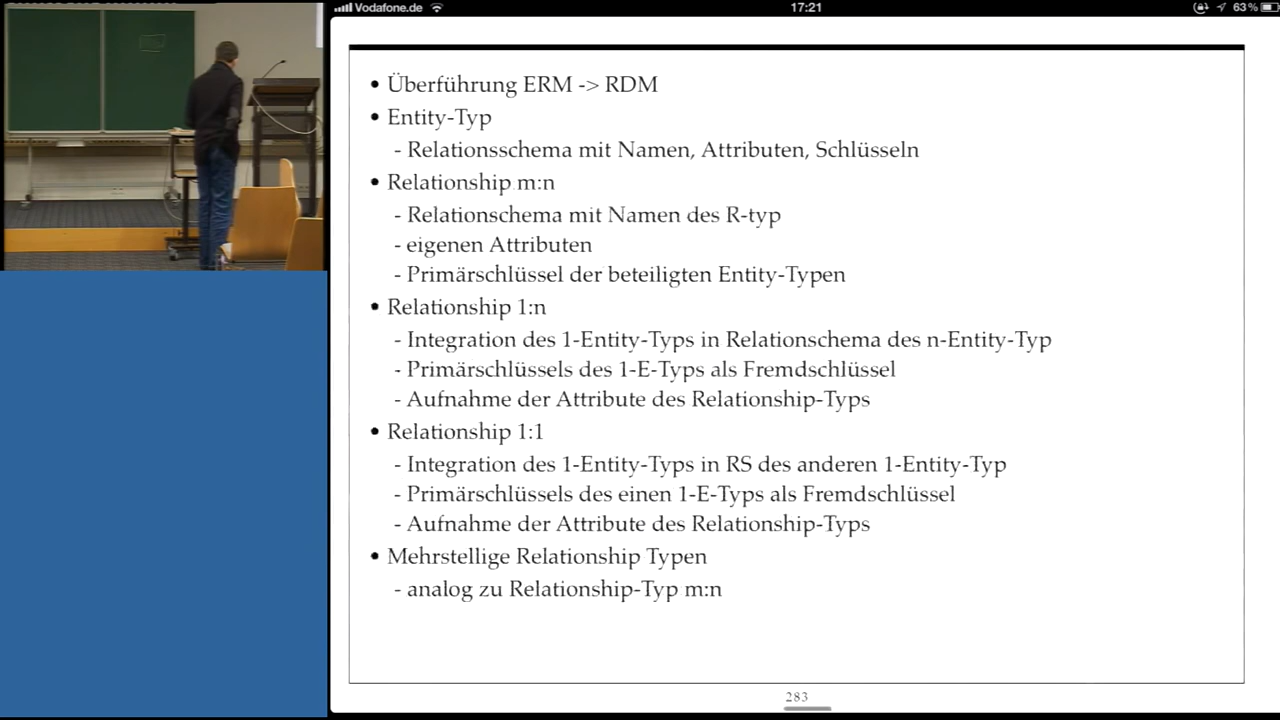 Vodafone.de 17:21 63%
• Überführung ERM -> RDM
• Entity-Typ
- Relationsschema mit Namen, Attributen, Schlüsseln
• Relationship m:n
- Relationschema mit Namen des R-typ
- eigenen Attributen
- Primärschlüssel der beteiligten Entity-Typen
• Relationship 1:n
- Integration des 1-Entity-Typs in Relationschema des n-Entity-Typ
- Primärschlüssels des 1-E-Typs als Fremdschlüssel
- Aufnahme der Attribute des Relationship-Typs
• Relationship 1:1
- Integration des 1-Entity-Typs in RS des anderen 1-Entity-Typ
- Primärschlüssels des einen 1-E-Typs als Fremdschlüssel
- Aufnahme der Attribute des Relationship-Typs
• Mehrstellige Relationship Typen
- analog zu Relationship-Typ m:n
283